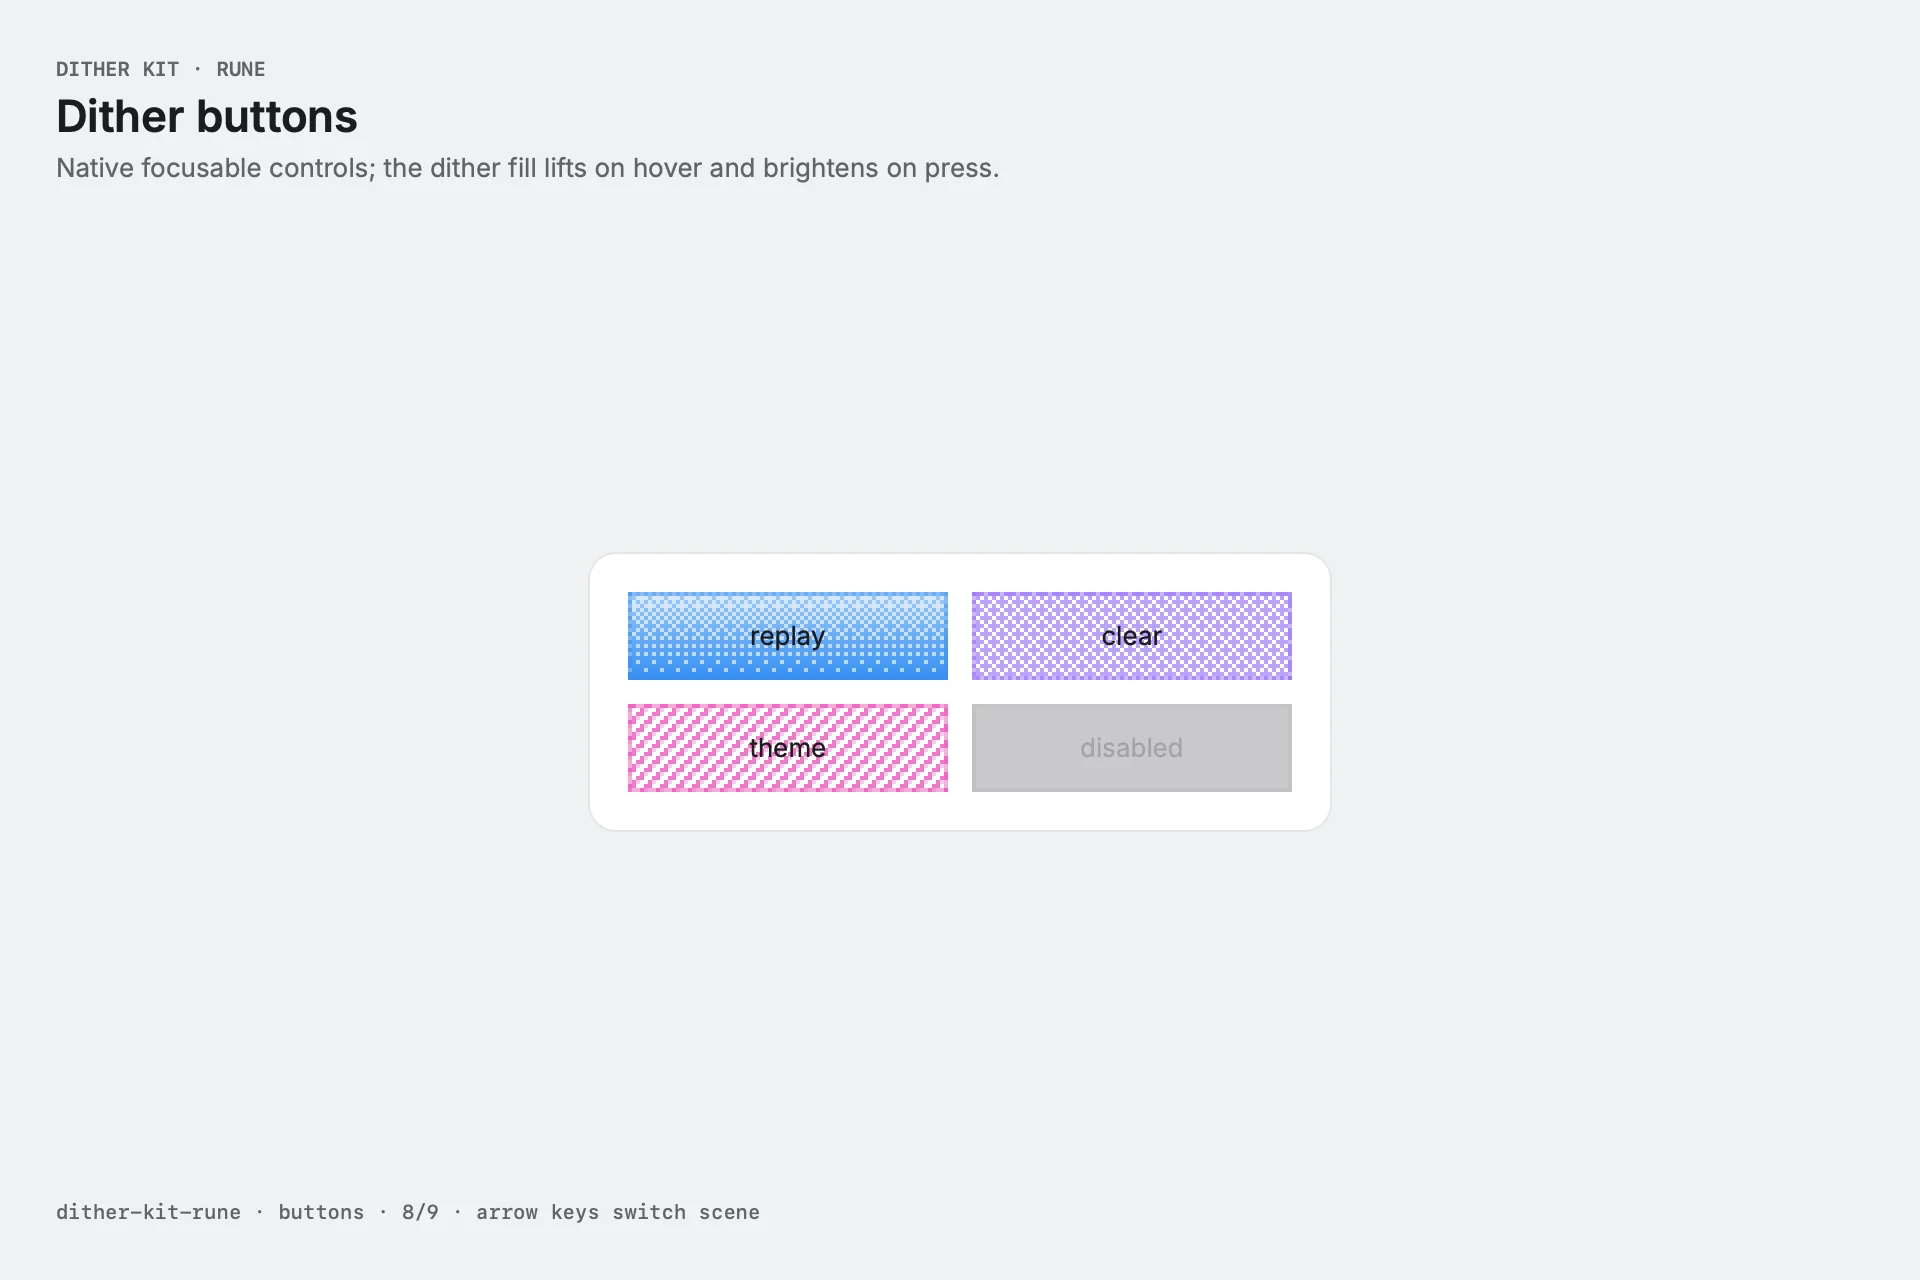 DITHER KIT · RUNE
Dither buttons
Native focusable controls; the dither fill lifts on hover and brightens on press.
replay
clear
theme
disabled
dither-kit-rune · buttons · 8/9 · arrow keys switch scene